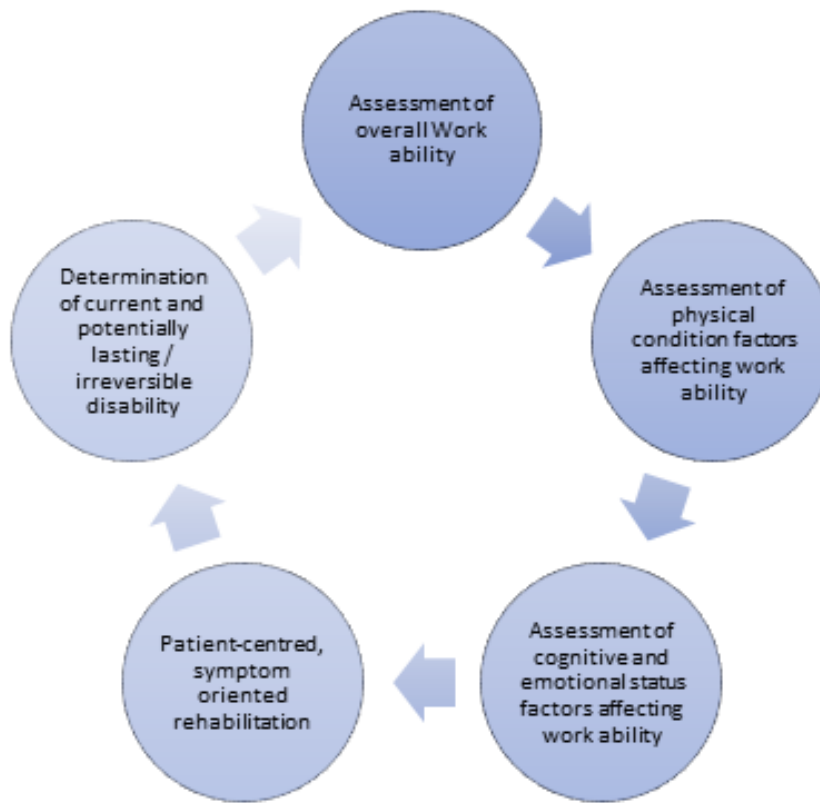 Assessment of
overall Work
ability
Assessment of
physical
condition factors
affecting work
ability
Assessment of
cognitive and
emotional status
factors affecting
work ability
Patient-centred,
symptom
oriented
rehabilitation
Determination
of current and
potentially
lasting /
irreversible
disability